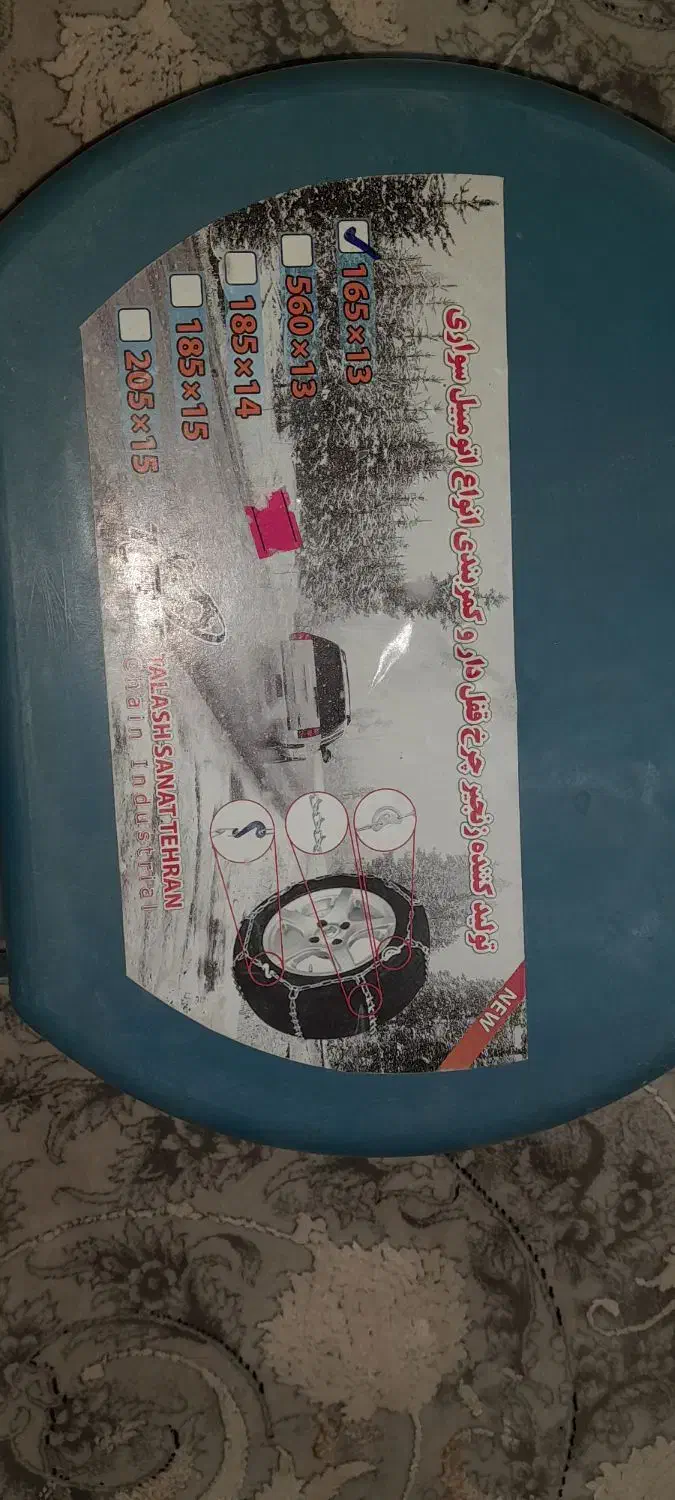 تولید کننده زنجیر چرخ قفل دار و کمربندی انواع اتومبیل سواری
NEW
165×13
560×13
185×14
185×15
205×15
TALASH SANAT TEHRAN
Chain Industrial